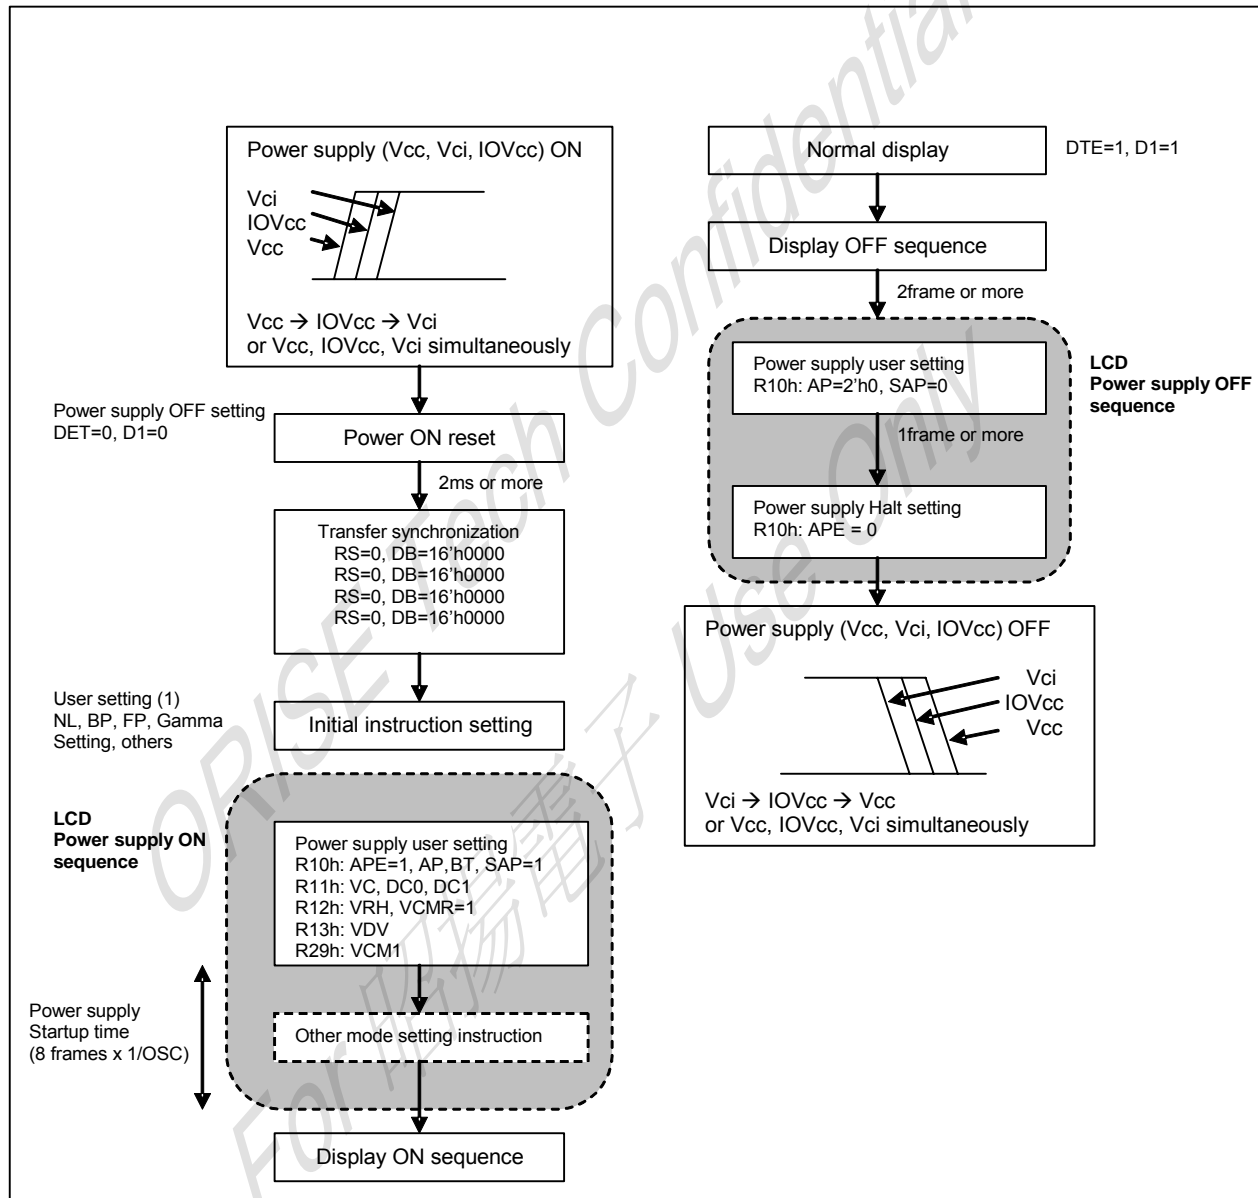 Power supply (Vcc, Vci, IOVcc) ON
Vci
IOVcc
Vcc
Vcc → IOVcc → Vci
or Vcc, IOVcc, Vci simultaneously
Power supply OFF setting
DET=0, D1=0
Power ON reset
2ms or more
Transfer synchronization
RS=0, DB=16'h0000
RS=0, DB=16'h0000
RS=0, DB=16'h0000
RS=0, DB=16'h0000
User setting (1)
NL, BP, FP, Gamma
Setting, others
Initial instruction setting
LCD
Power supply ON
sequence
Power supply user setting
R10h: APE=1, AP,BT, SAP=1
R11h: VC, DC0, DC1
R12h: VRH, VCMR=1
R13h: VDV
R29h: VCM1
Power supply
Startup time
(8 frames x 1/OSC)
Other mode setting instruction
Display ON sequence
Normal display
DTE=1, D1=1
Display OFF sequence
2frame or more
LCD
Power supply OFF
sequence
Power supply user setting
R10h: AP=2'h0, SAP=0
1frame or more
Power supply Halt setting
R10h: APE = 0
Power supply (Vcc, Vci, IOVcc) OFF
Vci
IOVcc
Vcc
Vci → IOVcc → Vcc
or Vcc, IOVcc, Vci simultaneously
ORISE Tech Confidential
For 昭揚電子 Use Only